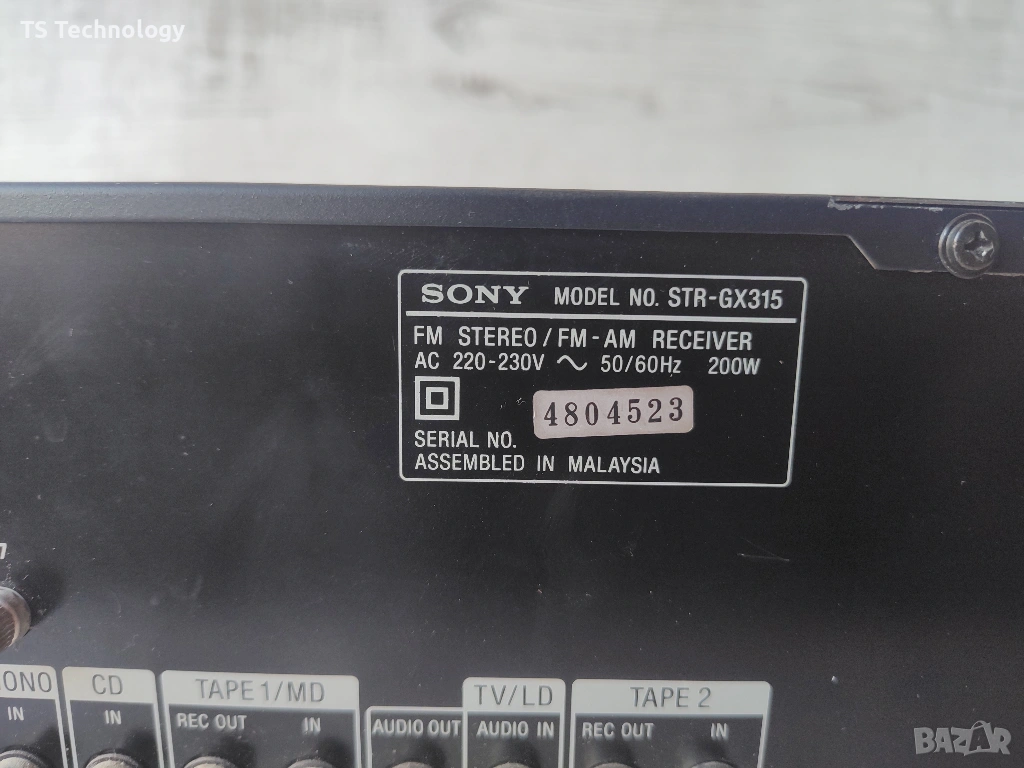 TS Technology
SONY MODEL NO. STR-GX315
FM STEREO / FM-AM RECEIVER
AC 220-230V ~ 50/60Hz 200W
4804523
SERIAL NO.
ASSEMBLED IN MALAYSIA
CD TAPE 1/MD TV/LD TAPE 2
IN IN REC OUT IN AUDIO OUT AUDIO IN REC OUT IN
BAZAR